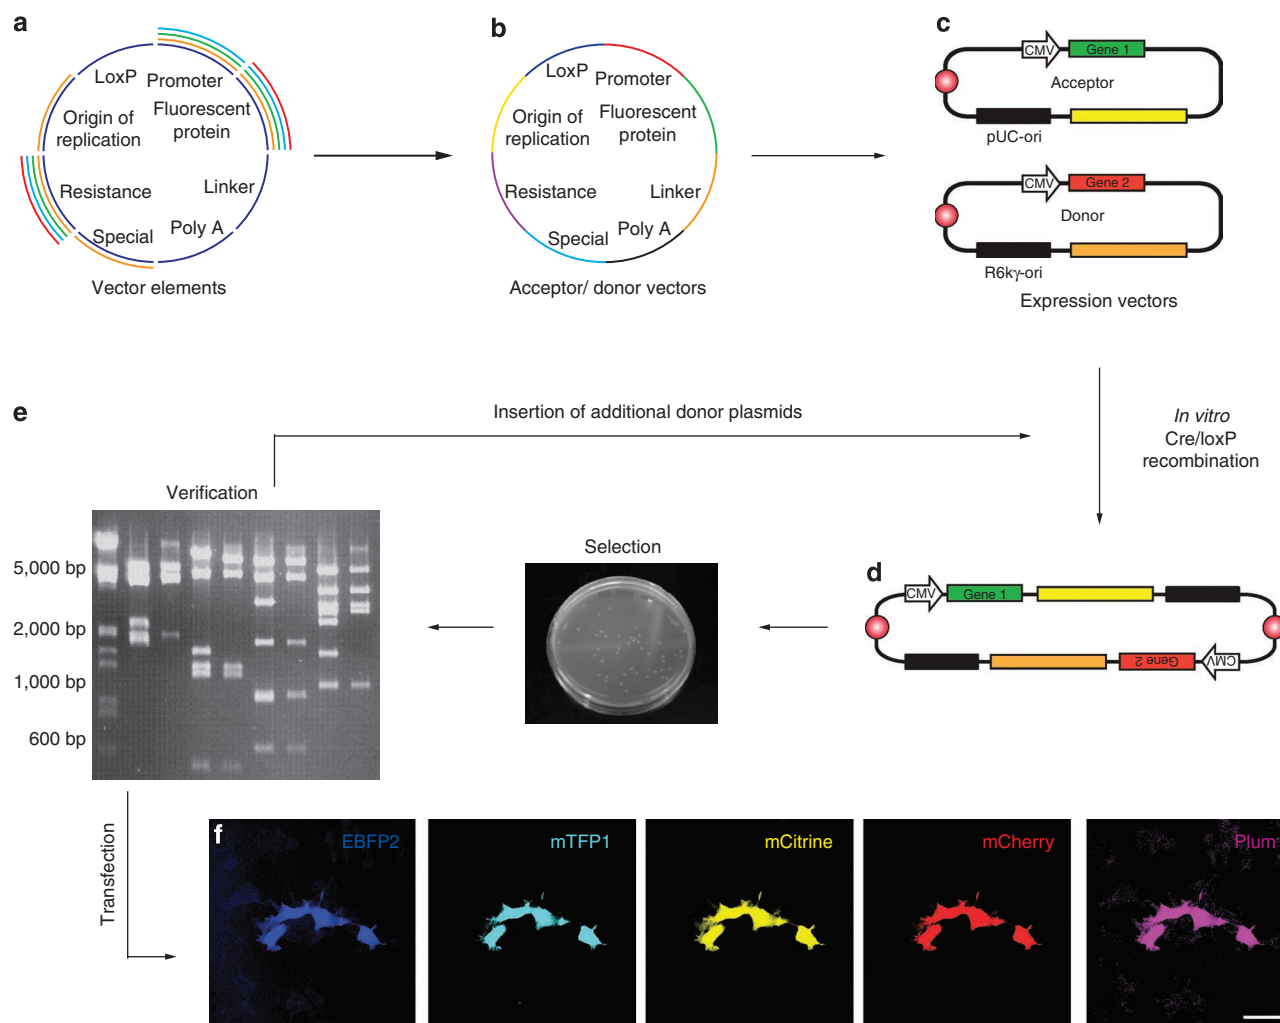 a
LoxP
Promoter
Origin of
replication
Fluorescent
protein
Resistance
Linker
Special
Poly A
Vector elements
b
LoxP
Promoter
Origin of
replication
Fluorescent
protein
Resistance
Linker
Special
Poly A
Acceptor/ donor vectors
c
CMV
Gene 1
Acceptor
pUC-ori
CMV
Gene 2
Donor
R6kγ-ori
Expression vectors
e
Insertion of additional donor plasmids
In vitro
Cre/loxP
recombination
Verification
5,000 bp
2,000 bp
1,000 bp
600 bp
Selection
d
CMV
Gene 1
Gene 2
CMV
Transfection
f
EBFP2
mTFP1
mCitrine
mCherry
Plum